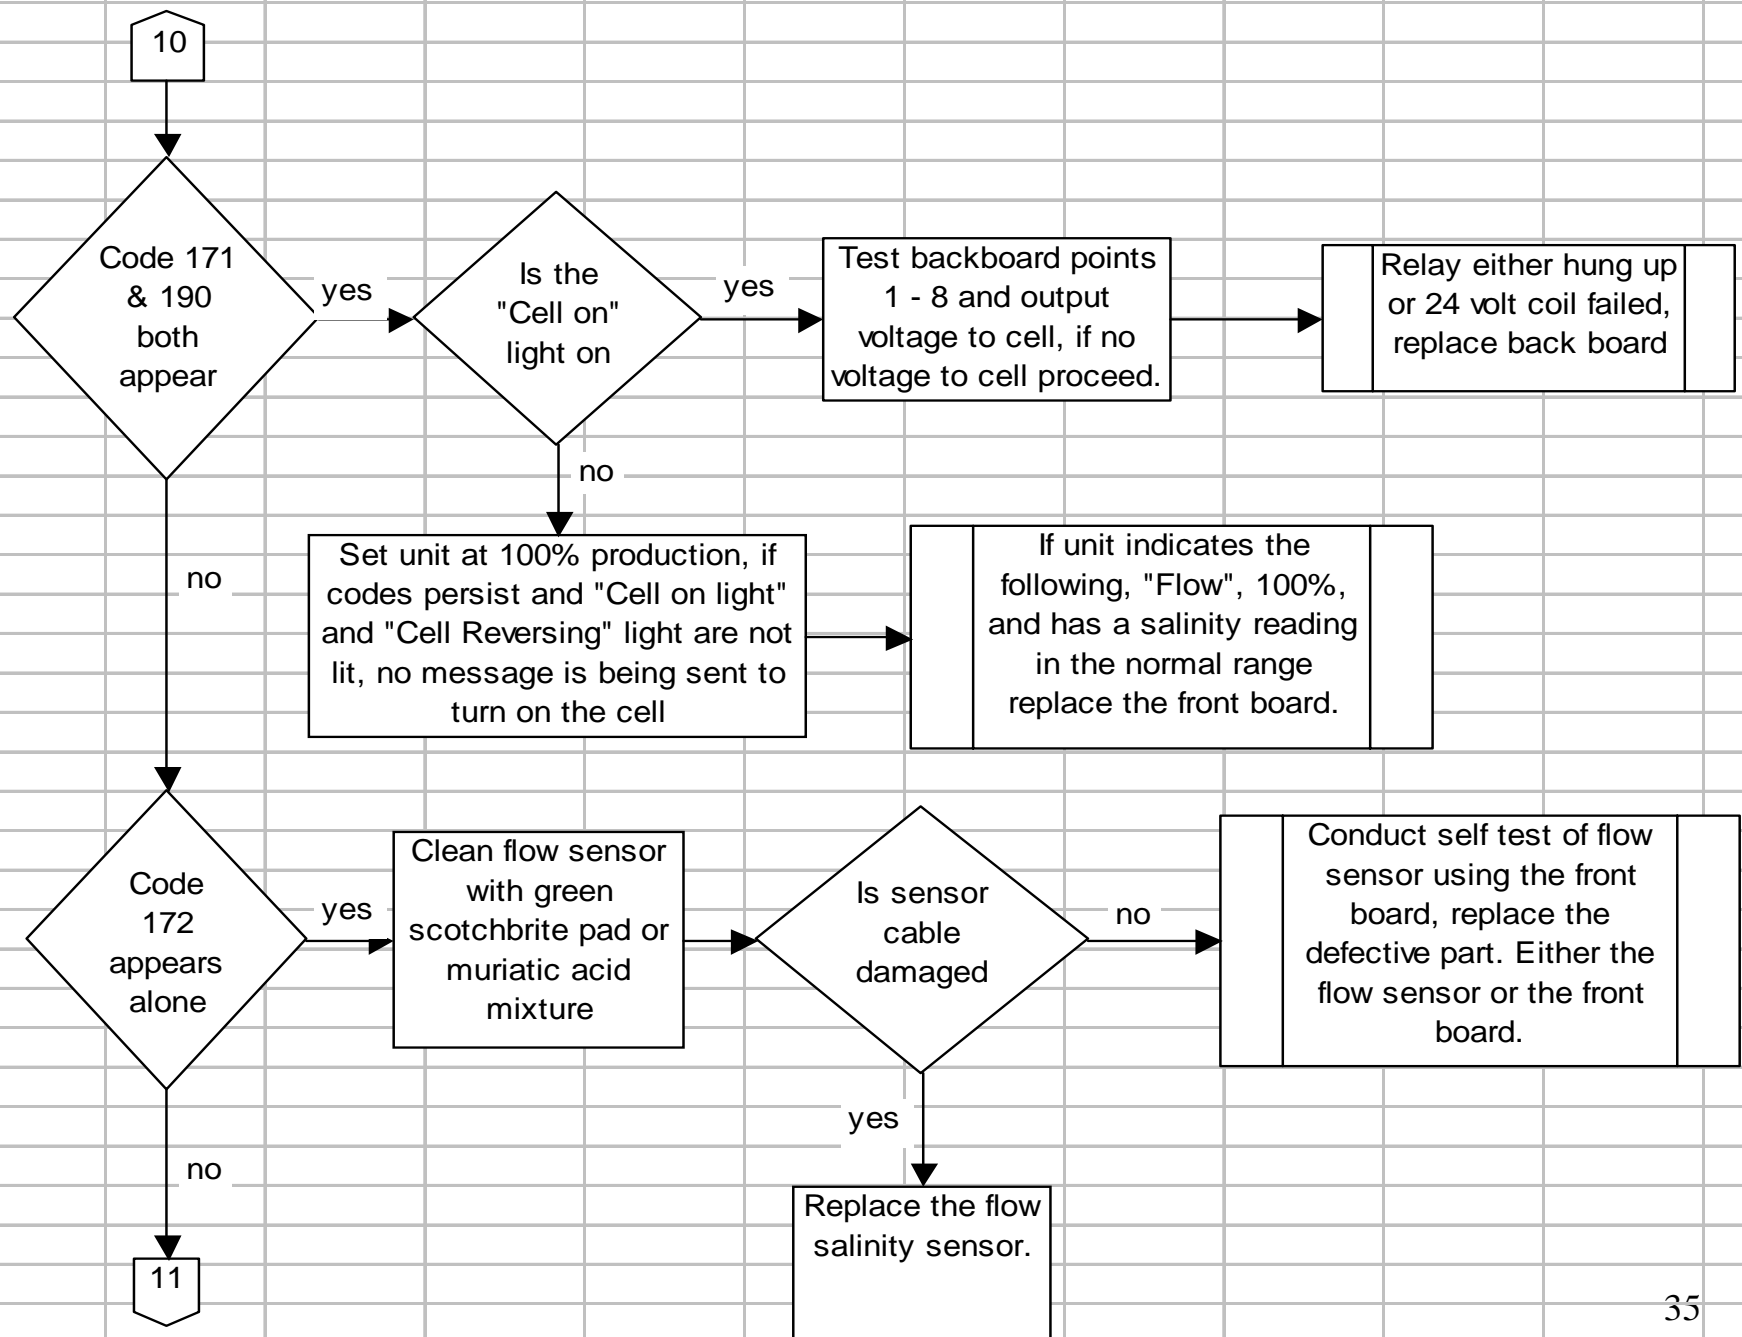 10
Code 171
& 190
both
appear
yes
Is the
"Cell on"
light on
yes
Test backboard points
1 - 8 and output
voltage to cell, if no
voltage to cell proceed.
Relay either hung up
or 24 volt coil failed,
replace back board
no
no
Set unit at 100% production, if
codes persist and "Cell on light"
and "Cell Reversing" light are not
lit, no message is being sent to
turn on the cell
If unit indicates the
following, "Flow", 100%,
and has a salinity reading
in the normal range
replace the front board.
Code
172
appears
alone
yes
Clean flow sensor
with green
scotchbrite pad or
muriatic acid
mixture
Is sensor
cable
damaged
no
Conduct self test of flow
sensor using the front
board, replace the
defective part. Either the
flow sensor or the front
board.
yes
no
Replace the flow
salinity sensor.
11
35